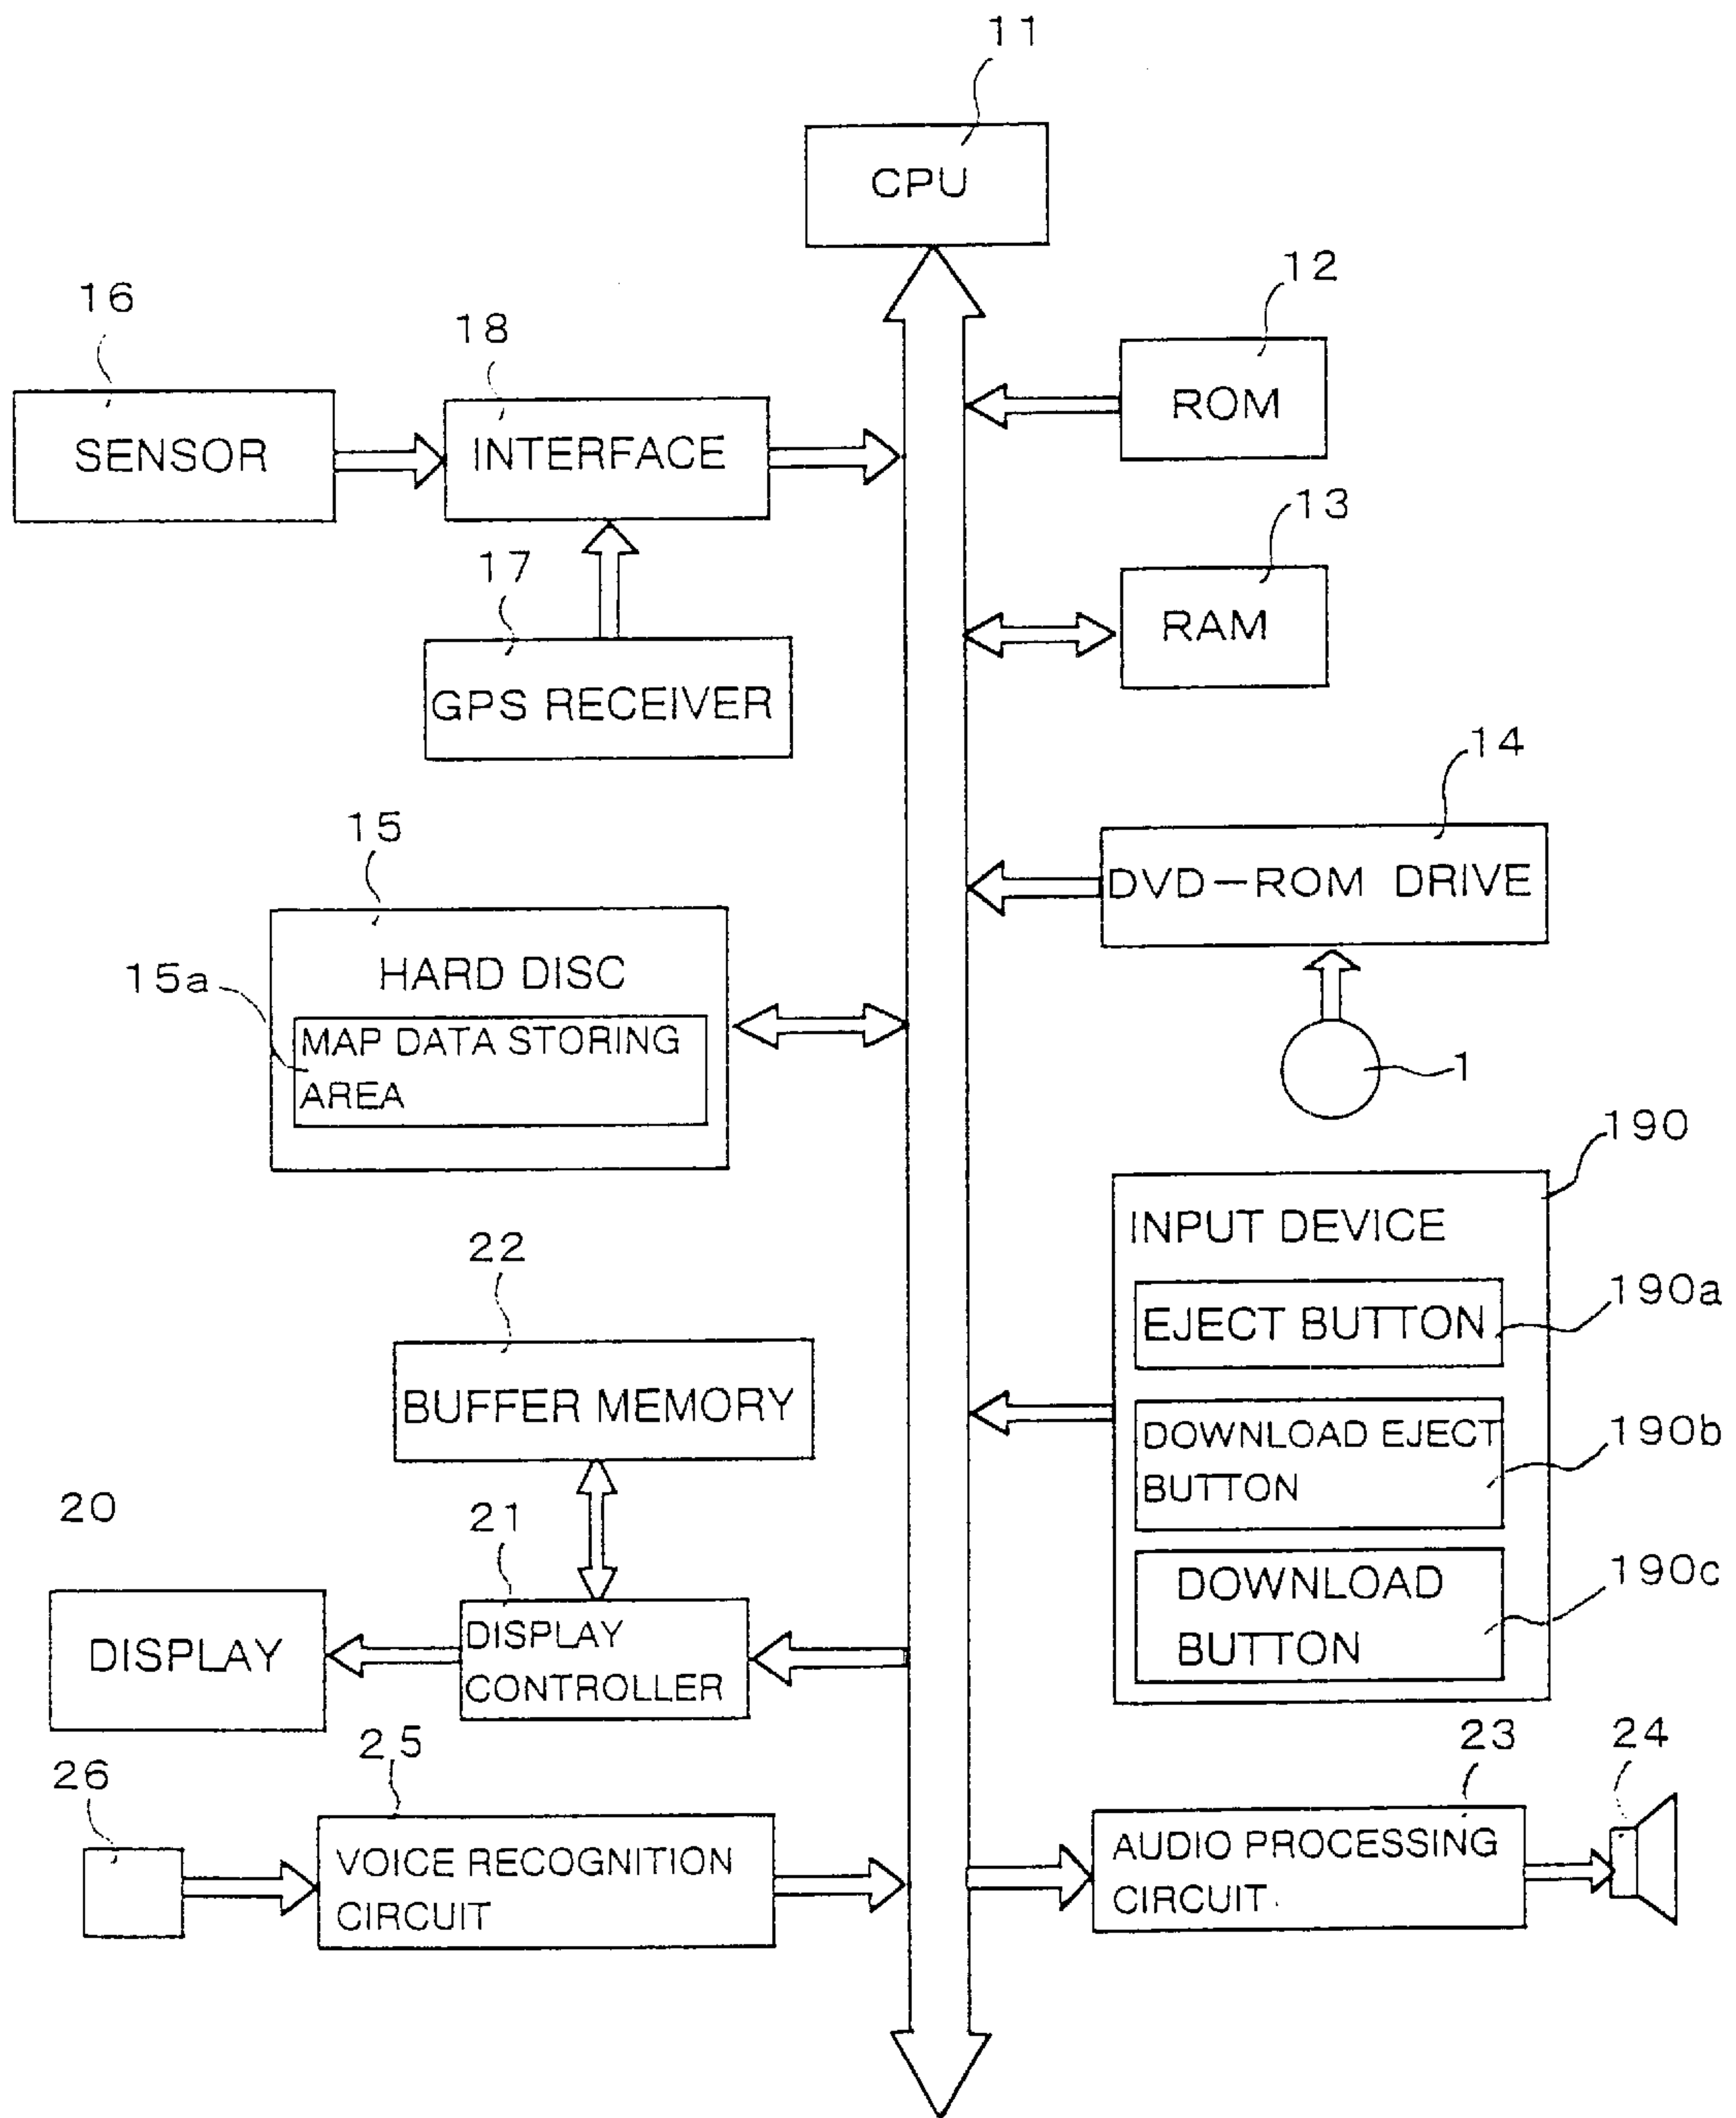 11
CPU
12
ROM
16
SENSOR
18
INTERFACE
13
RAM
17
GPS RECEIVER
14
DVD-ROM DRIVE
1
15
HARD DISC
15a
MAP DATA STORING
AREA
190
INPUT DEVICE
190a
EJECT BUTTON
190b
DOWNLOAD EJECT
BUTTON
190c
DOWNLOAD
BUTTON
22
BUFFER MEMORY
20
DISPLAY
21
DISPLAY
CONTROLLER
26
25
VOICE RECOGNITION
CIRCUIT
23
AUDIO PROCESSING
CIRCUIT
24